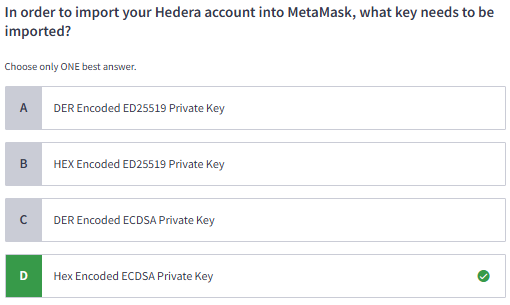 In order to import your Hedera account into MetaMask, what key needs to be
imported?
Choose only ONE best answer.
A DER Encoded ED25519 Private Key
B HEX Encoded ED25519 Private Key
C DER Encoded ECDSA Private Key
D Hex Encoded ECDSA Private Key